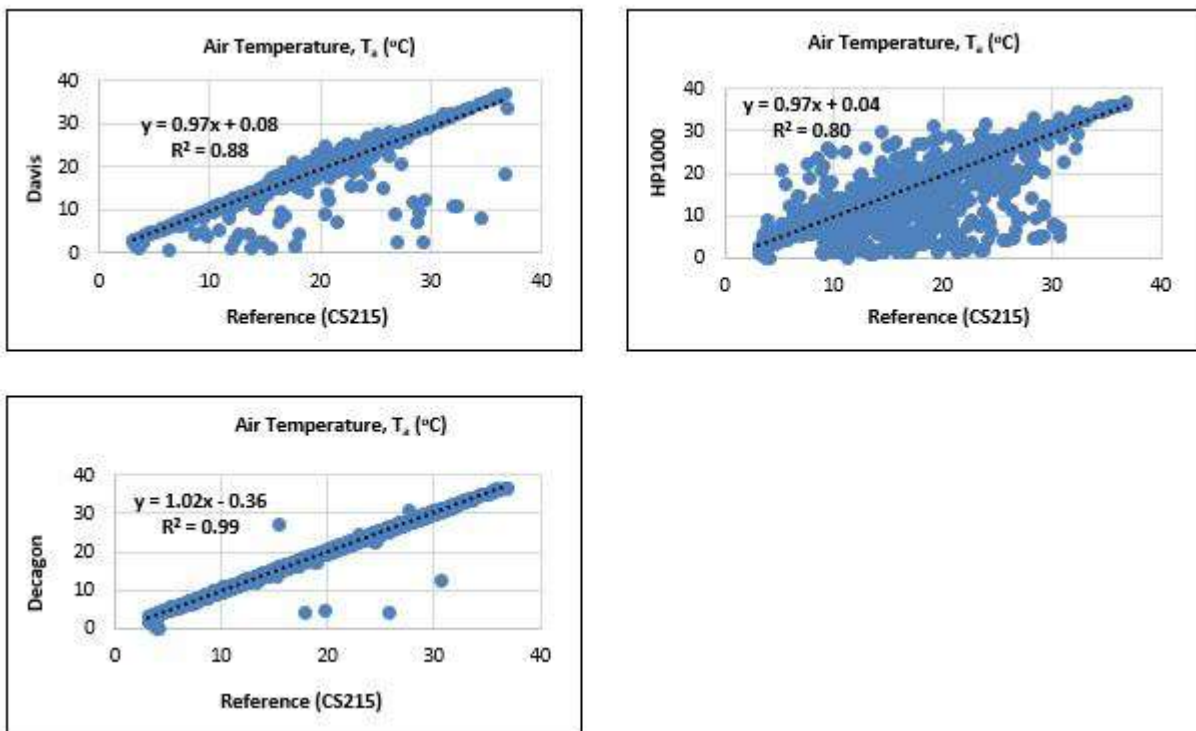 Air Temperature, Tₐ (°C)
40
30
20
10
0
y = 0.97x + 0.08
R² = 0.88
Davis
0 10 20 30 40
Reference (CS215)
Air Temperature, Tₐ (°C)
40
30
20
10
0
y = 0.97x + 0.04
R² = 0.80
HP1000
0 10 20 30 40
Reference (CS215)
Air Temperature, Tₐ (°C)
40
30
20
10
0
y = 1.02x - 0.36
R² = 0.99
Decagon
0 10 20 30 40
Reference (CS215)